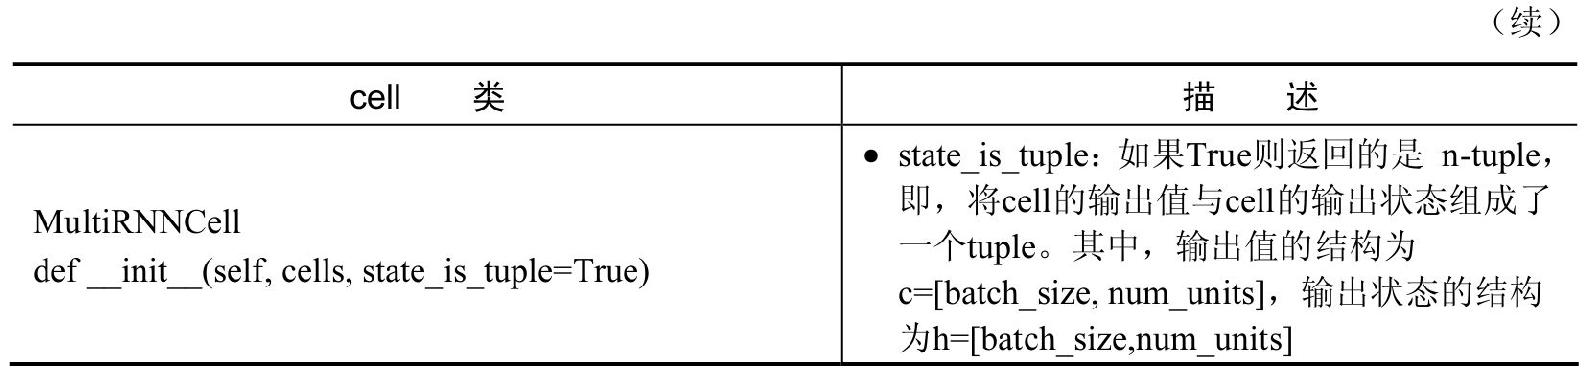 （续）
cell 类
描 述
MultiRNNCell
def __init__(self, cells, state_is_tuple=True)
● state_is_tuple：如果True则返回的是 n-tuple，
即，将cell的输出值与cell的输出状态组成了
一个tuple。其中，输出值的结构为
c=[batch_size, num_units]，输出状态的结构
为h=[batch_size,num_units]